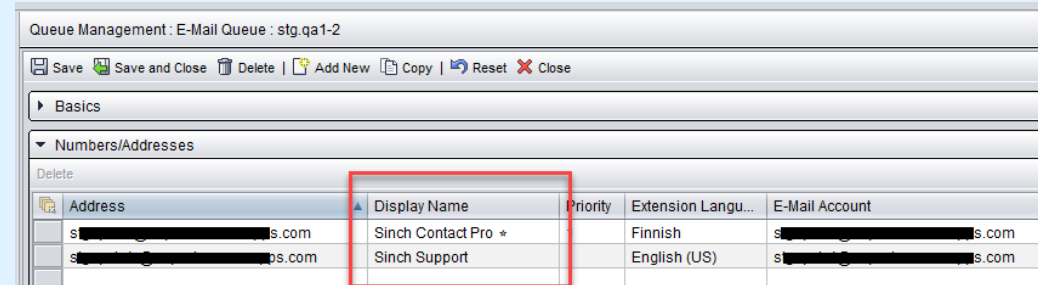 Queue Management : E-Mail Queue : stg.qa1-2
Save Save and Close Delete | Add New Copy | Reset Close
Basics
Numbers/Addresses
Delete
Address Display Name Priority Extension Langu... E-Mail Account
s.com Sinch Contact Pro * Finnish s s.com
s ps.com Sinch Support English (US) s s.com